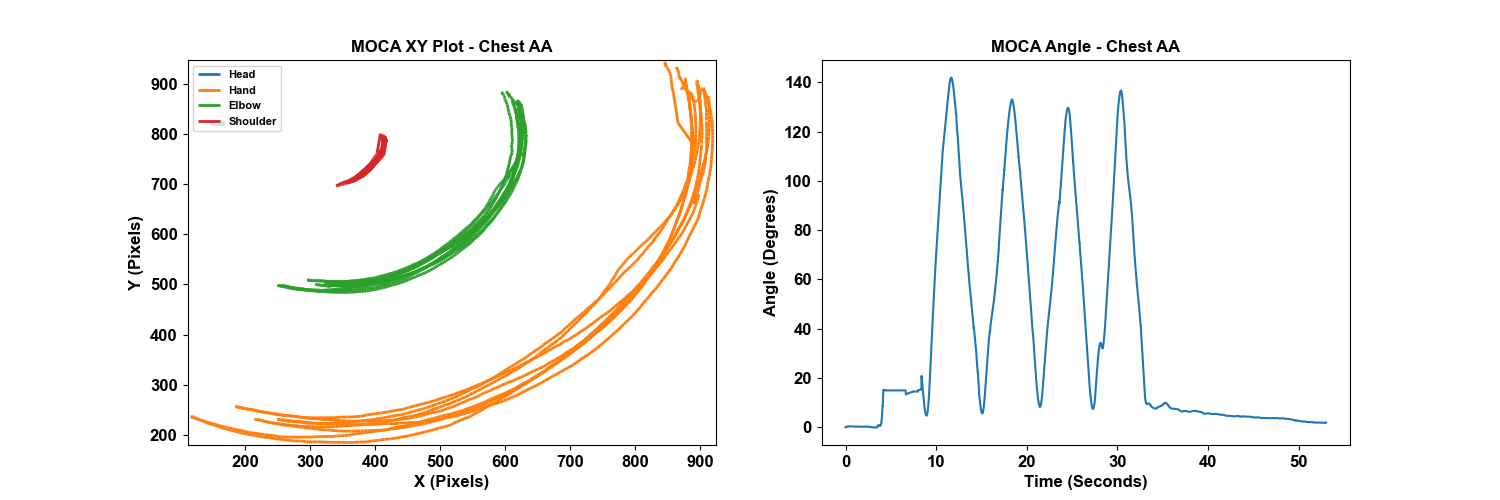 MOCA XY Plot - Chest AA
Head
Hand
Elbow
Shoulder
Y (Pixels)
900
800
700
600
500
400
300
200
200 300 400 500 600 700 800 900
X (Pixels)
MOCA Angle - Chest AA
Angle (Degrees)
140
120
100
80
60
40
20
0
0 10 20 30 40 50
Time (Seconds)